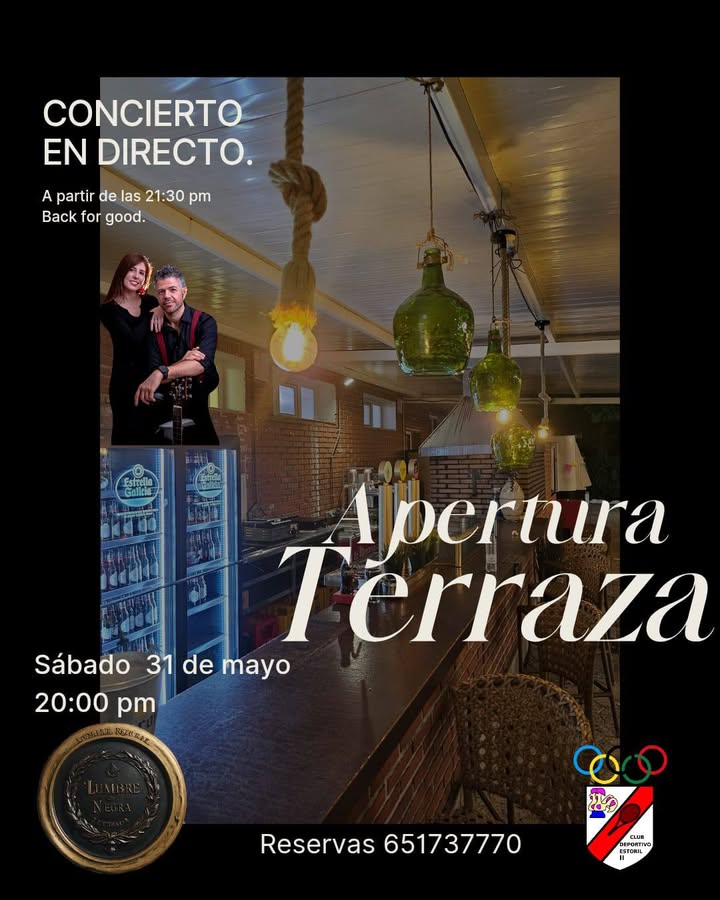 CONCIERTO
EN DIRECTO.
A partir de las 21:30 pm
Back for good.
Estrella
Galicia
Estrella
Galicia
Apertura
Terraza
Sábado 31 de mayo
20:00 pm
LUMBRE
NEGRA
Reservas 651737770
CLUB
DEPORTIVO
ESTORIL
II